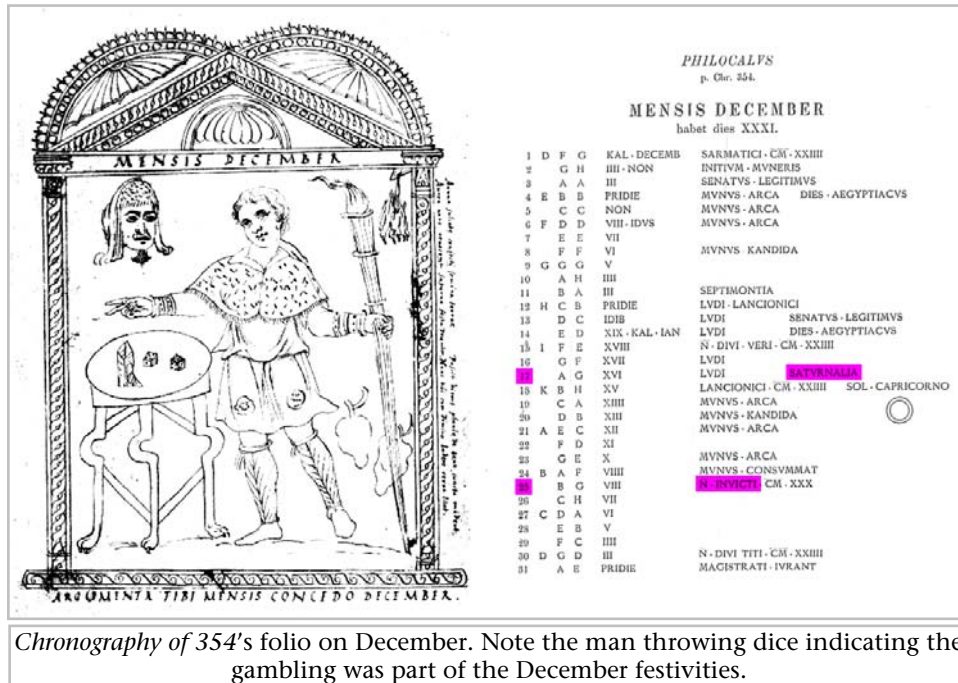 MENSIS DECEMBER
ARGUMENTA TIBI MENSIS CONCEDO DECEMBER.
PHILOCALVS
p. Chr. 354.
MENSIS DECEMBER
habet dies XXXI.
1 D F G KAL · DECEMB SARMATICI · CM · XXIIII
2 G H IIII · NON INITIVM · MVNERIS
3 A A III SENATVS · LEGITIMVS
4 E B B PRIDIE MVNVS · ARCA DIES · AEGYPTIACVS
5 C C NON MVNVS · ARCA
6 F D D VIII · IDVS MVNVS · ARCA
7 E E VII
8 F F VI MVNVS KANDIDA
9 G G G V
10 A H IIII
11 B A III SEPTIMONTIA
12 H C B PRIDIE LVDI · LANCIONICI
13 D C IDIB LVDI SENATVS · LEGITIMVS
14 E D XIX · KAL · IAN LVDI DIES · AEGYPTIACVS
15 I F E XVIII N · DIVI · VERI · CM · XXIIII
16 G F XVII LVDI
17 A G XVI LVDI SATVRNALIA
18 K B H XV LANCIONICI · CM · XXIIII SOL · CAPRICORNO
19 C A XIIII MVNVS · ARCA
20 D B XIII MVNVS · KANDIDA
21 A E C XII MVNVS · ARCA
22 F D XI
23 G E X MVNVS · ARCA
24 B A F VIIII MVNVS · CONSVMMAT
25 B G VIII N · INVICTI · CM · XXX
26 C H VII
27 C D A VI
28 E B V
29 F C IIII
30 D G D III N · DIVI TITI · CM · XXIIII
31 A E PRIDIE MAGISTRATI · IVRANT
Chronography of 354's folio on December. Note the man throwing dice indicating the
gambling was part of the December festivities.